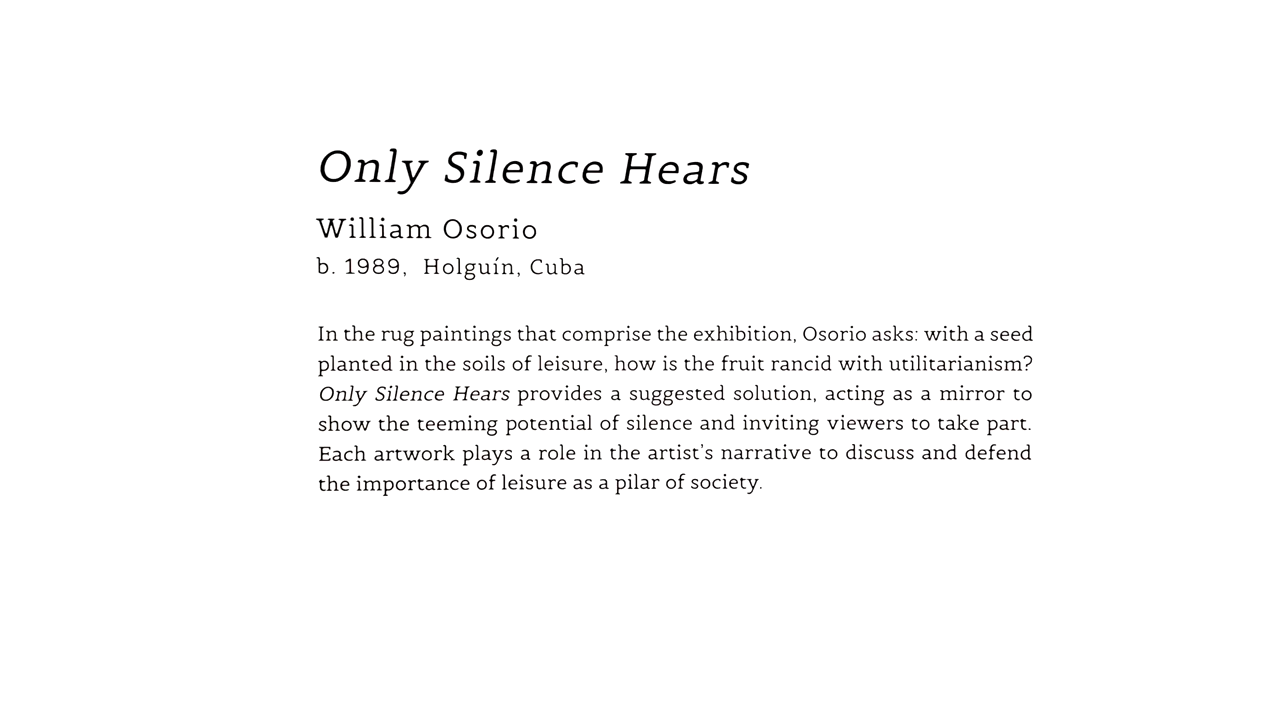 Only Silence Hears
William Osorio
b. 1989, Holguín, Cuba
In the rug paintings that comprise the exhibition, Osorio asks: with a seed
planted in the soils of leisure, how is the fruit rancid with utilitarianism?
Only Silence Hears provides a suggested solution, acting as a mirror to
show the teeming potential of silence and inviting viewers to take part.
Each artwork plays a role in the artist's narrative to discuss and defend
the importance of leisure as a pilar of society.